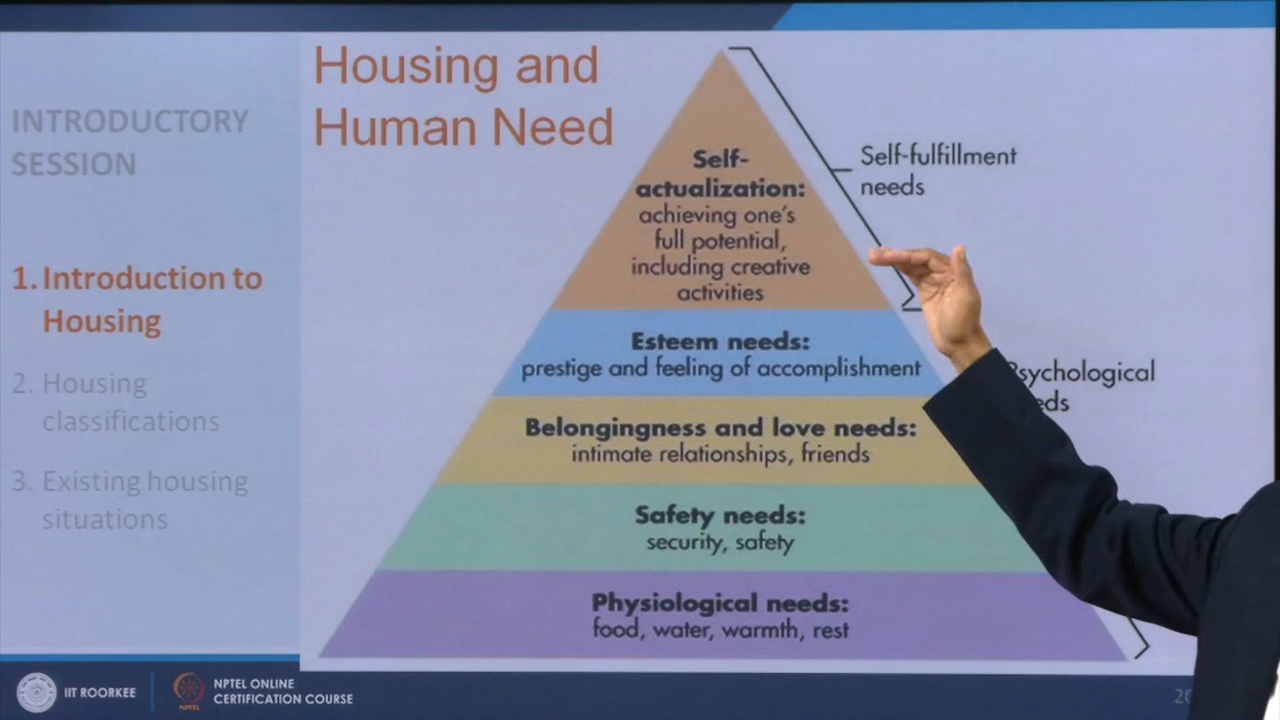 Housing and
Human Need
INTRODUCTORY
SESSION
1. Introduction to
Housing
2. Housing
classifications
3. Existing housing
situations
Self-
actualization:
achieving one's
full potential,
including creative
activities
Esteem needs:
prestige and feeling of accomplishment
Belongingness and love needs:
intimate relationships, friends
Safety needs:
security, safety
Physiological needs:
food, water, warmth, rest
Self-fulfillment
needs
Psychological
IIT ROORKEE
NPTEL
NPTEL ONLINE
CERTIFICATION COURSE